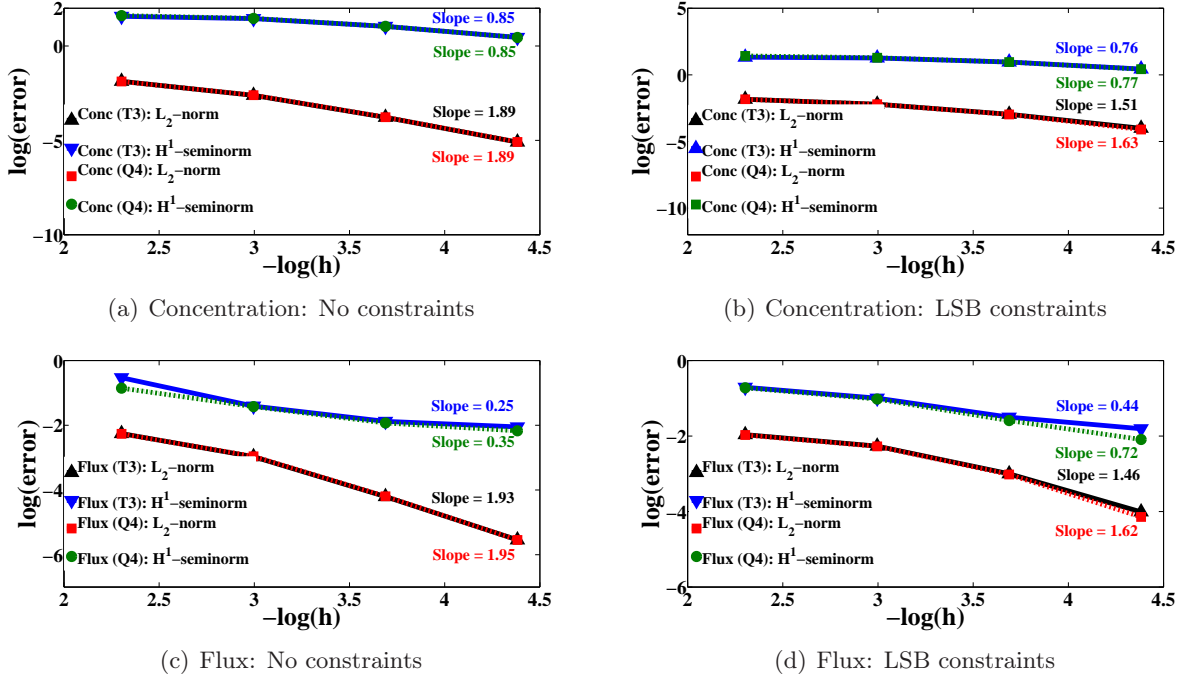 2
0
−5
−10
log(error)
Slope = 0.85
Slope = 0.85
Slope = 1.89
Slope = 1.89
Conc (T3): L2−norm
Conc (T3): H1−seminorm
Conc (Q4): L2−norm
Conc (Q4): H1−seminorm
2 2.5 3 3.5 4 4.5
−log(h)
(a) Concentration: No constraints
5
0
−5
−10
log(error)
Slope = 0.76
Slope = 0.77
Slope = 1.51
Slope = 1.63
Conc (T3): L2−norm
Conc (T3): H1−seminorm
Conc (Q4): L2−norm
Conc (Q4): H1−seminorm
2 2.5 3 3.5 4 4.5
−log(h)
(b) Concentration: LSB constraints
0
−2
−4
−6
log(error)
Slope = 0.25
Slope = 0.35
Slope = 1.93
Slope = 1.95
Flux (T3): L2−norm
Flux (T3): H1−seminorm
Flux (Q4): L2−norm
Flux (Q4): H1−seminorm
2 2.5 3 3.5 4 4.5
−log(h)
(c) Flux: No constraints
0
−2
−4
−6
log(error)
Slope = 0.44
Slope = 0.72
Slope = 1.46
Slope = 1.62
Flux (T3): L2−norm
Flux (T3): H1−seminorm
Flux (Q4): L2−norm
Flux (Q4): H1−seminorm
2 2.5 3 3.5 4 4.5
−log(h)
(d) Flux: LSB constraints